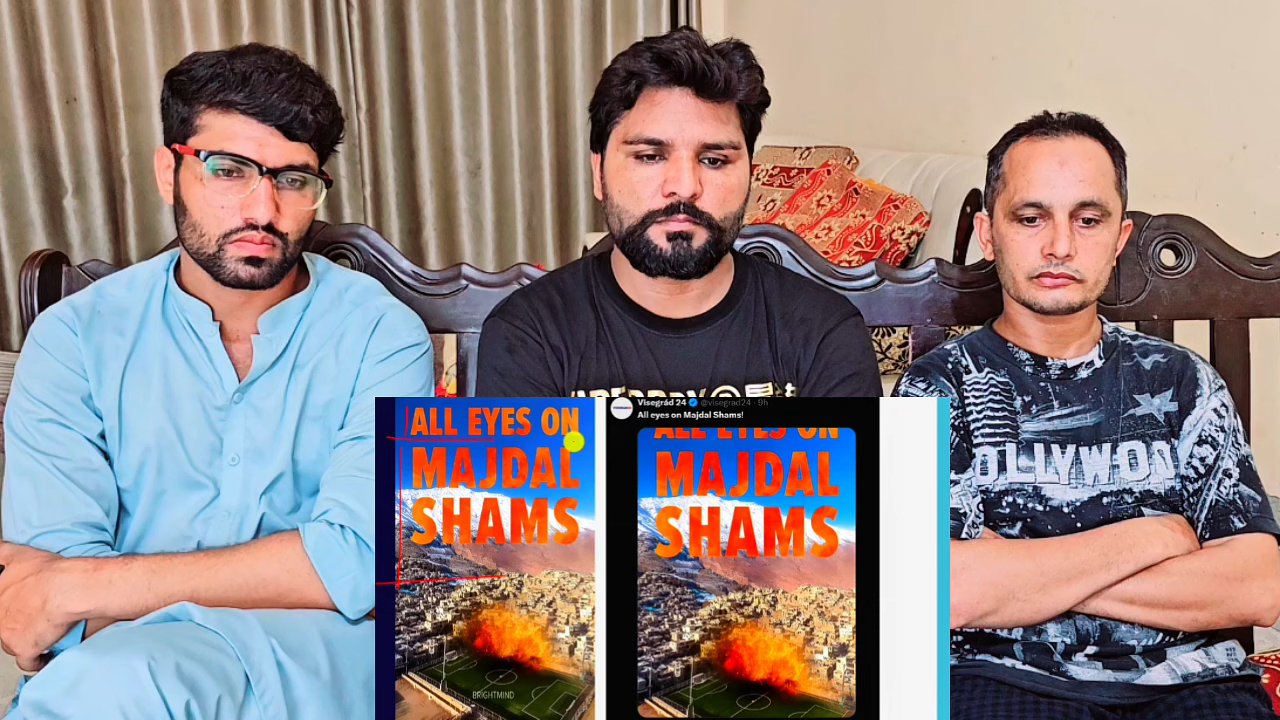 ALL EYES ON
MAJDAL
SHAMS
BRIGHTMIND
Visegrád 24 @visegrad24 · 9h
All eyes on Majdal Shams!
ALL EYES ON
MAJDAL
SHAMS
OLLYWOO